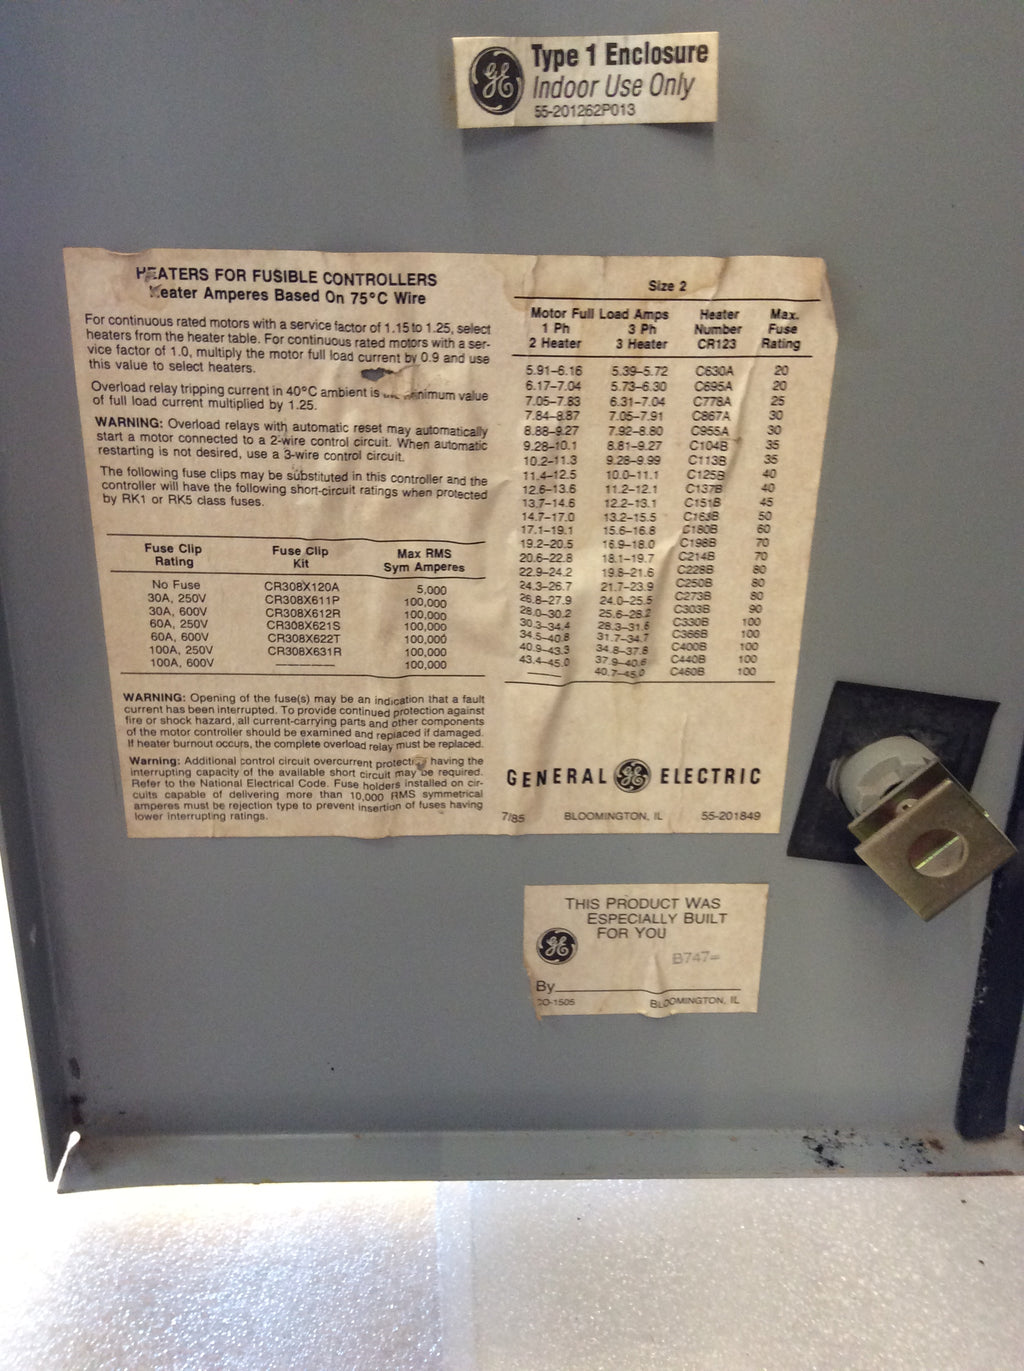 GE Type 1 Enclosure
Indoor Use Only
55-201262P013
HEATERS FOR FUSIBLE CONTROLLERS
Heater Amperes Based On 75°C Wire
For continuous rated motors with a service factor of 1.15 to 1.25, select
heaters from the heater table. For continuous rated motors with a ser-
vice factor of 1.0, multiply the motor full load current by 0.9 and use
this value to select heaters.
Overload relay tripping current in 40°C ambient is the minimum value
of full load current multiplied by 1.25.
WARNING: Overload relays with automatic reset may automatically
start a motor connected to a 2-wire control circuit. When automatic
restarting is not desired, use a 3-wire control circuit.
The following fuse clips may be substituted in this controller and the
controller will have the following short-circuit ratings when protected
by RK1 or RK5 class fuses.
Fuse Clip Rating Fuse Clip Kit Max RMS Sym Amperes
No Fuse CR308X120A 5,000
30A, 250V CR308X611P 100,000
30A, 600V CR308X612R 100,000
60A, 250V CR308X621S 100,000
60A, 600V CR308X622T 100,000
100A, 250V CR308X631R 100,000
100A, 600V ——— 100,000
WARNING: Opening of the fuse(s) may be an indication that a fault
current has been interrupted. To provide continued protection against
fire or shock hazard, all current-carrying parts and other components
of the motor controller should be examined and replaced if damaged.
If heater burnout occurs, the complete overload relay must be replaced.
Warning: Additional control circuit overcurrent protection having the
interrupting capacity of the available short circuit may be required.
Refer to the National Electrical Code. Fuse holders installed on cir-
cuits capable of delivering more than 10,000 RMS symmetrical
amperes must be rejection type to prevent insertion of fuses having
lower interrupting ratings.
Size 2
Motor Full Load Amps Heater Max.
1 Ph 3 Ph Number Fuse
2 Heater 3 Heater CR123 Rating
5.91–6.16 5.39–5.72 C630A 20
6.17–7.04 5.73–6.30 C695A 20
7.05–7.83 6.31–7.04 C778A 25
7.84–8.87 7.05–7.91 C867A 30
8.88–9.27 7.92–8.80 C955A 30
9.28–10.1 8.81–9.27 C104B 35
10.2–11.3 9.28–9.99 C113B 35
11.4–12.5 10.0–11.1 C125B 40
12.6–13.6 11.2–12.1 C137B 40
13.7–14.6 12.2–13.1 C151B 45
14.7–17.0 13.2–15.5 C163B 50
17.1–19.1 15.6–16.8 C180B 60
19.2–20.5 16.9–18.0 C198B 70
20.6–22.8 18.1–19.7 C214B 70
22.9–24.2 19.8–21.6 C228B 80
24.3–26.7 21.7–23.9 C250B 80
26.8–27.9 24.0–25.5 C273B 80
28.0–30.2 25.6–28.2 C303B 90
30.3–34.4 28.3–31.6 C330B 100
34.5–40.8 31.7–34.7 C366B 100
40.9–43.3 34.8–37.8 C400B 100
43.4–45.0 37.9–40.6 C440B 100
—— 40.7–45.0 C460B 100
GENERAL GE ELECTRIC
7/85 BLOOMINGTON, IL 55-201849
THIS PRODUCT WAS
ESPECIALLY BUILT
FOR YOU
GE
B747
By
CO-1505 BLOOMINGTON, IL